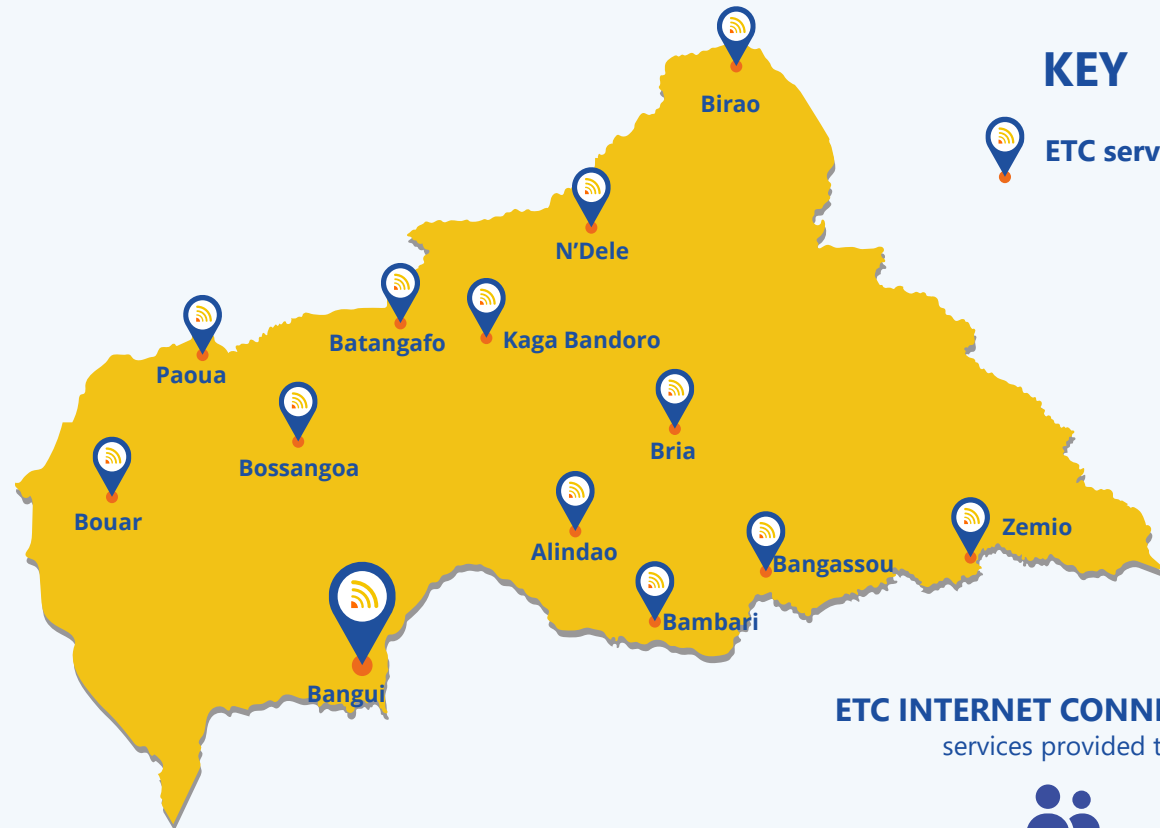 KEY
Birao
ETC serv
N'Dele
Batangafo
Kaga Bandoro
Paoua
Bria
Bossangoa
Bouar
Zemio
Alindao
Bangassou
Bambari
Bangui
ETC INTERNET CONN
services provided t